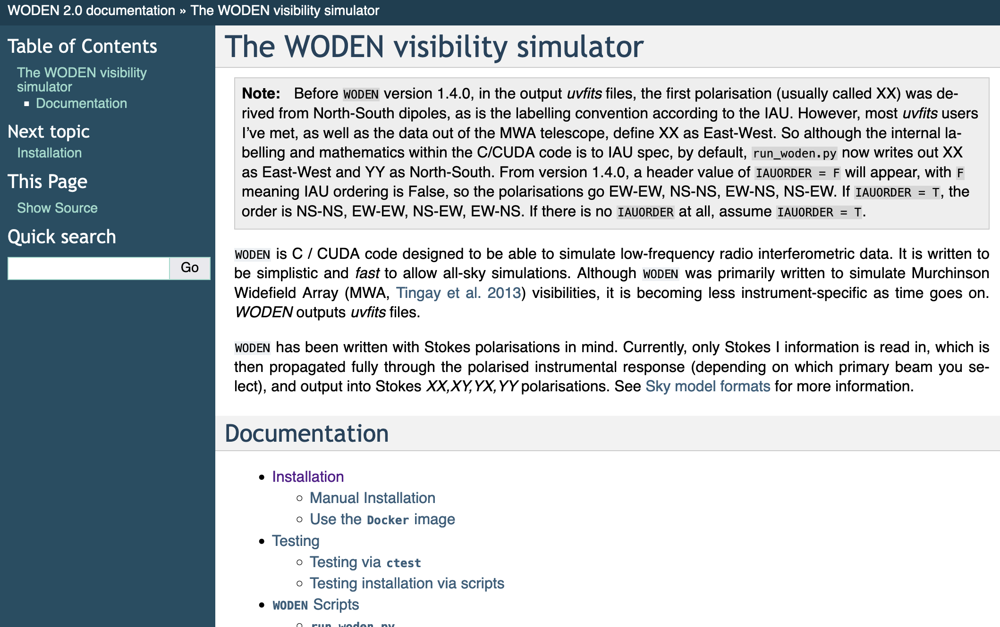 WODEN 2.0 documentation » The WODEN visibility simulator
Table of Contents
The WODEN visibility
simulator
Documentation
Next topic
Installation
This Page
Show Source
Quick search
Go
The WODEN visibility simulator
Note: Before WODEN version 1.4.0, in the output uvfits files, the first polarisation (usually called XX) was de-
rived from North-South dipoles, as is the labelling convention according to the IAU. However, most uvfits users
I’ve met, as well as the data out of the MWA telescope, define XX as East-West. So although the internal la-
belling and mathematics within the C/CUDA code is to IAU spec, by default, run_woden.py now writes out XX
as East-West and YY as North-South. From version 1.4.0, a header value of IAUORDER = F will appear, with F
meaning IAU ordering is False, so the polarisations go EW-EW, NS-NS, EW-NS, NS-EW. If IAUORDER = T, the
order is NS-NS, EW-EW, NS-EW, EW-NS. If there is no IAUORDER at all, assume IAUORDER = T.
WODEN is C / CUDA code designed to be able to simulate low-frequency radio interferometric data. It is written to
be simplistic and fast to allow all-sky simulations. Although WODEN was primarily written to simulate Murchinson
Widefield Array (MWA, Tingay et al. 2013) visibilities, it is becoming less instrument-specific as time goes on.
WODEN outputs uvfits files.
WODEN has been written with Stokes polarisations in mind. Currently, only Stokes I information is read in, which is
then propagated fully through the polarised instrumental response (depending on which primary beam you se-
lect), and output into Stokes XX,XY,YX,YY polarisations. See Sky model formats for more information.
Documentation
Installation
Manual Installation
Use the Docker image
Testing
Testing via ctest
Testing installation via scripts
WODEN Scripts
run_woden.py